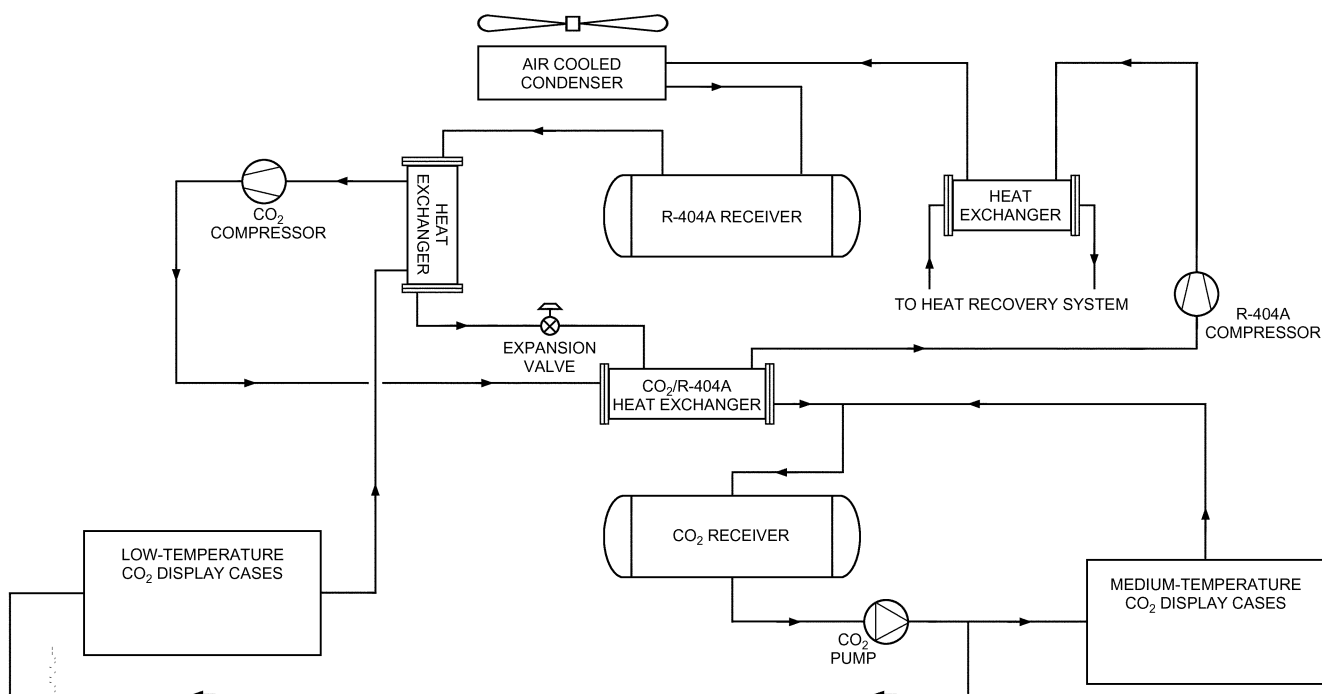 AIR COOLED
CONDENSER
HEAT
EXCHANGER
CO₂
COMPRESSOR
R-404A RECEIVER
HEAT
EXCHANGER
TO HEAT RECOVERY SYSTEM
R-404A
COMPRESSOR
EXPANSION
VALVE
CO₂/R-404A
HEAT EXCHANGER
CO₂ RECEIVER
LOW-TEMPERATURE
CO₂ DISPLAY CASES
MEDIUM-TEMPERATURE
CO₂ DISPLAY CASES
CO₂
PUMP